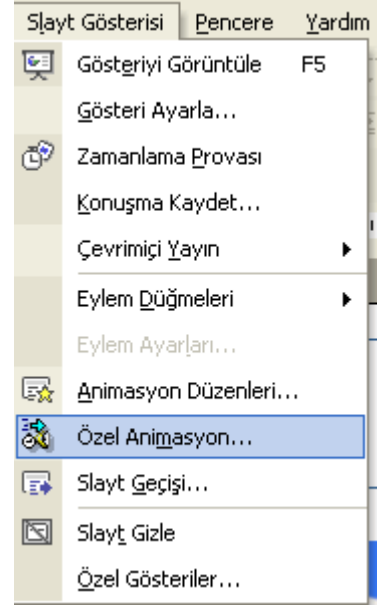 Slayt Gösterisi Pencere Yardım
Gösteriyi Görüntüle F5
Gösteri Ayarla...
Zamanlama Provası
Konuşma Kaydet...
Çevrimiçi Yayın
Eylem Düğmeleri
Eylem Ayarları...
Animasyon Düzenleri...
Özel Animasyon...
Slayt Geçişi...
Slayt Gizle
Özel Gösteriler...